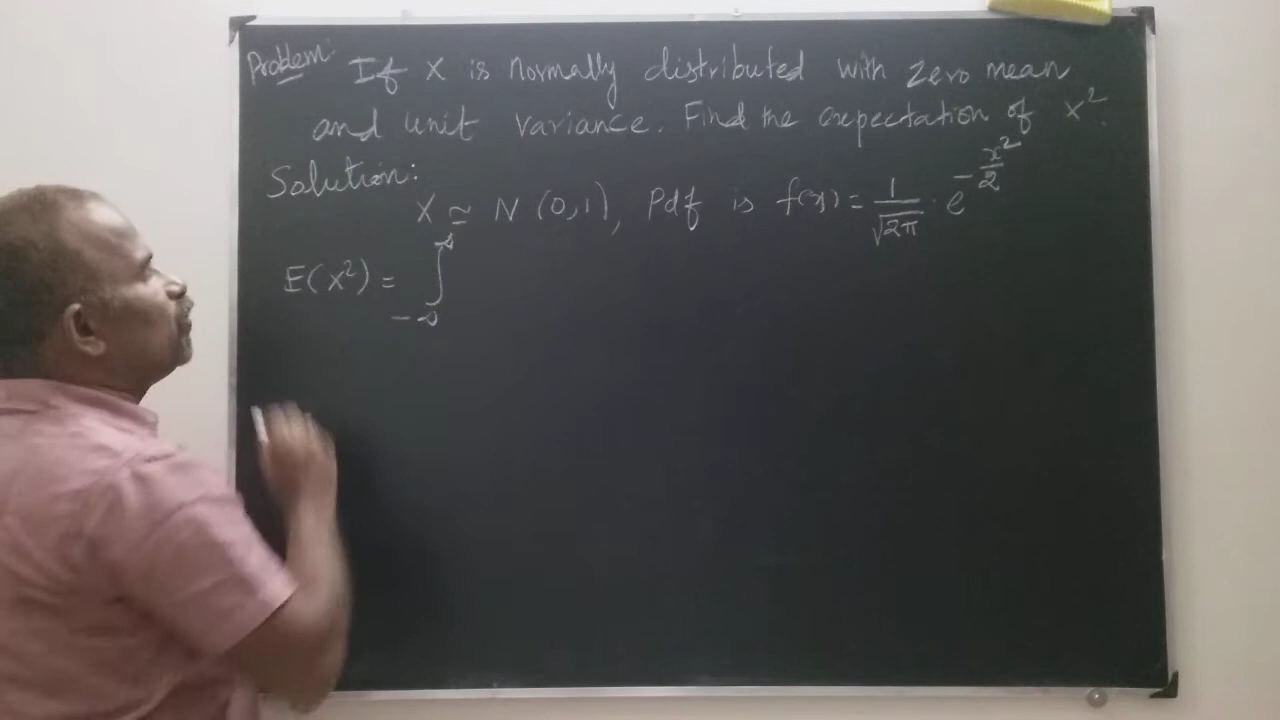 Problem: If X is normally distributed with zero mean
and unit variance. Find the expectation of X².
Solution:
X ≃ N (0,1), Pdf is f(x) = 1/√2π · e^(-x²/2)
E(X²) = ∫_{-∞}^{∞}